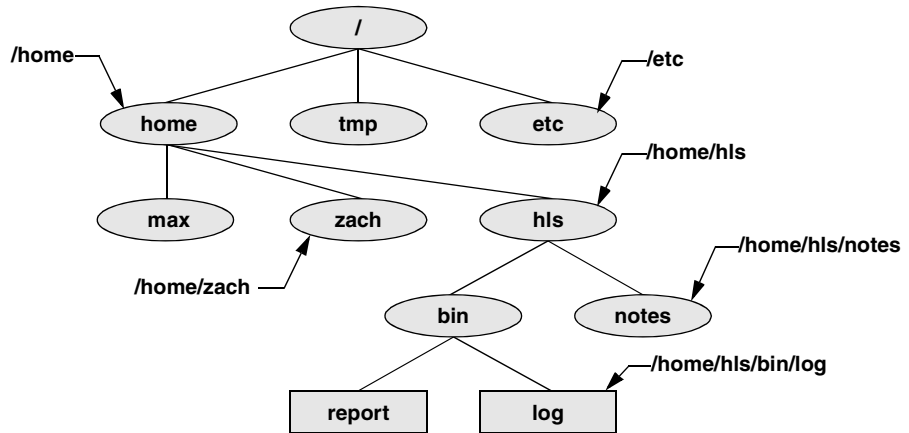 /
/home
/etc
home
tmp
etc
/home/hls
max
zach
hls
/home/hls/notes
/home/zach
bin
notes
/home/hls/bin/log
report
log